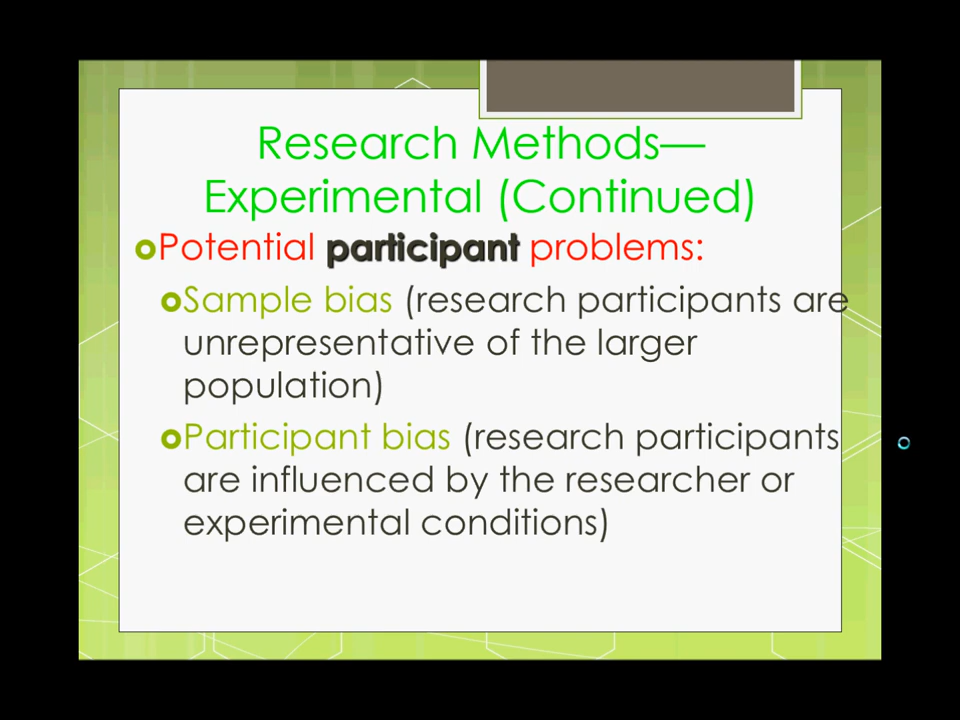 Research Methods—
Experimental (Continued)
Potential participant problems:
Sample bias (research participants are
unrepresentative of the larger
population)
Participant bias (research participants
are influenced by the researcher or
experimental conditions)